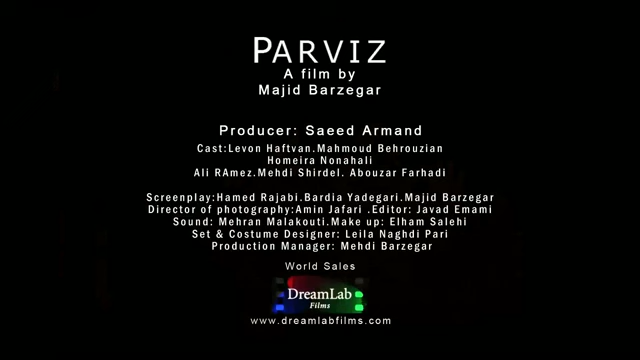 PARVIZ
A film by
Majid Barzegar
Producer: Saeed Armand
Cast:Levon Haftvan.Mahmoud Behrouzian
Homeira Nonahali
Ali RAmez.Mehdi Shirdel. Abouzar Farhadi
Screenplay:Hamed Rajabi.Bardia Yadegari.Majid Barzegar
Director of photography:Amin Jafari .Editor: Javad Emami
Sound: Mehran Malakouti.Make up: Elham Salehi
Set & Costume Designer: Leila Naghdi Pari
Production Manager: Mehdi Barzegar
World Sales
DreamLab
Films
www.dreamlabfilms.com